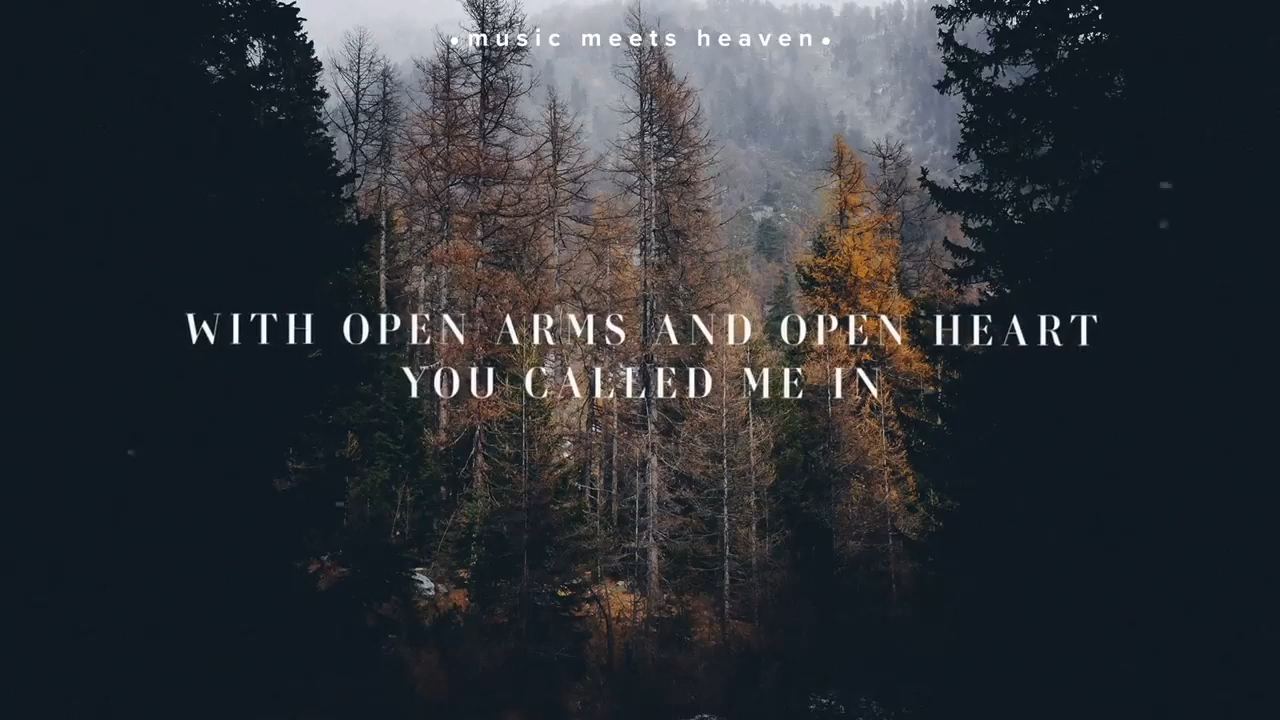 •music meets heaven•
WITH OPEN ARMS AND OPEN HEART
YOU CALLED ME IN